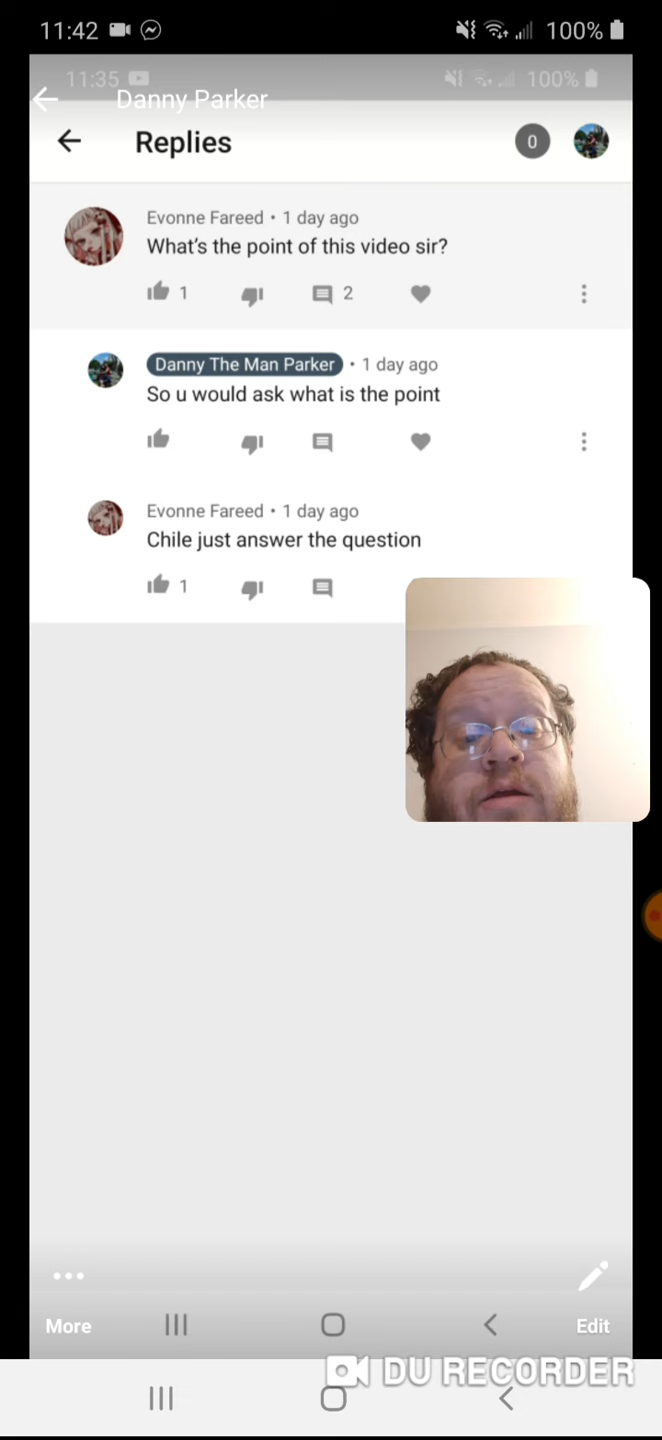 11:42 100%
11:35 100%
Danny Parker
Replies 0
Evonne Fareed • 1 day ago
What's the point of this video sir?
1 2
Danny The Man Parker • 1 day ago
So u would ask what is the point
Evonne Fareed • 1 day ago
Chile just answer the question
1
More Edit
DU RECORDER